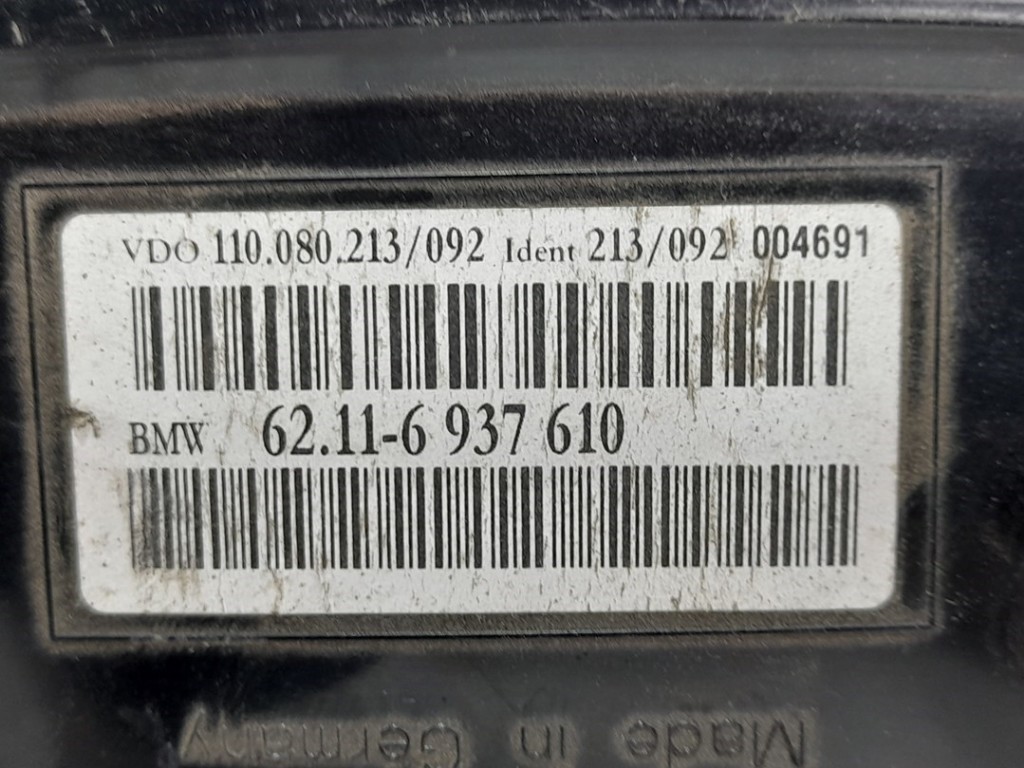 VDO 110.080.213/092 Ident 213/092 004691
BMW 62.11-6 937 610
Made in Germany